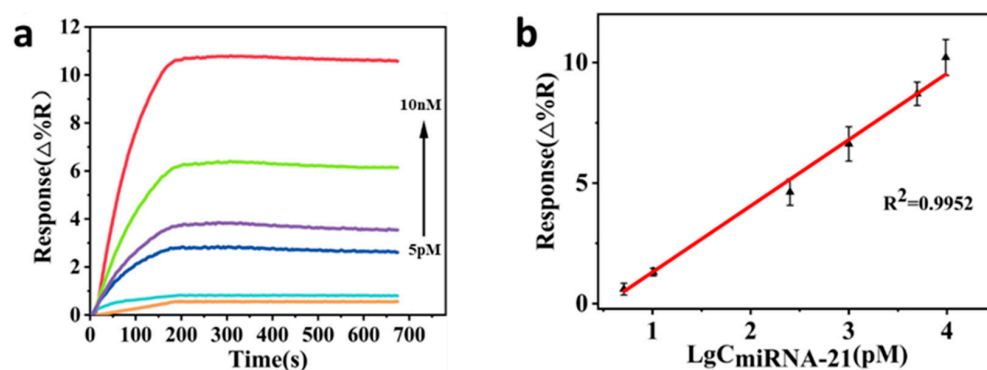 a
Response(△%R)
12
10
8
6
4
2
0
10nM
5pM
0 100 200 300 400 500 600 700
Time(s)
b
Response(△%R)
10
5
0
R²=0.9952
1 2 3 4
LgCmiRNA-21(pM)